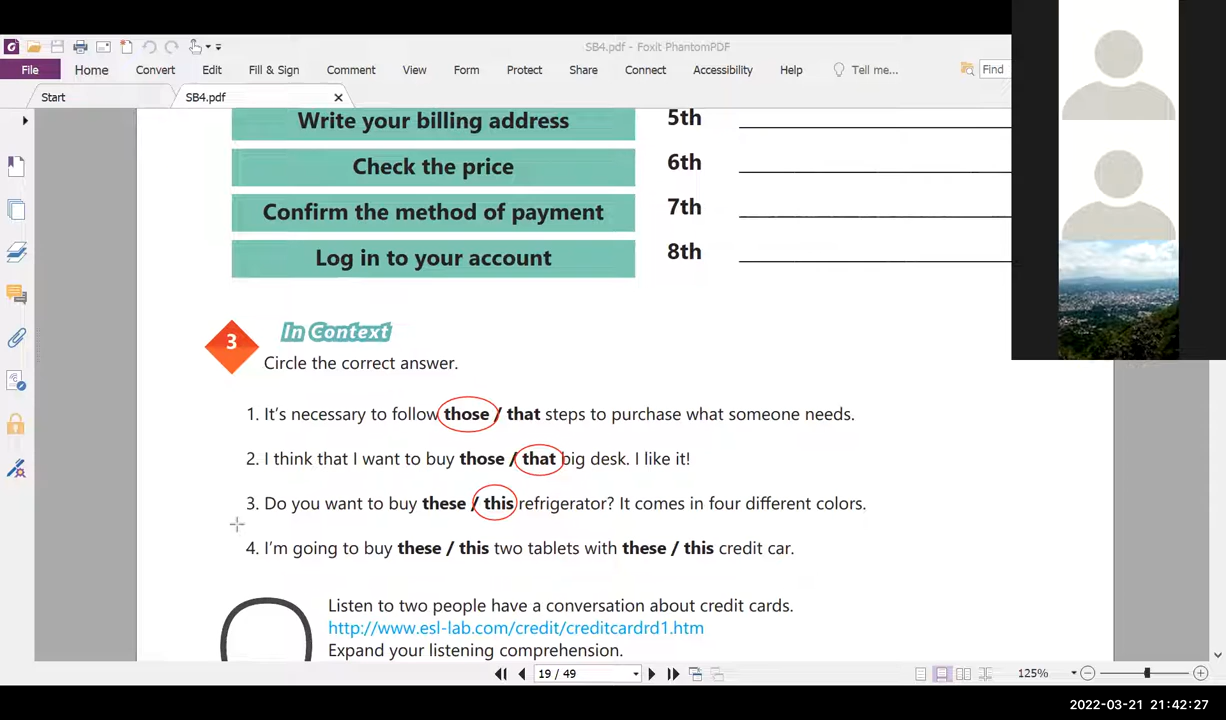 SB4.pdf - Foxit PhantomPDF
File Home Convert Edit Fill & Sign Comment View Form Protect Share Connect Accessibility Help Tell me... Find
Start SB4.pdf
Write your billing address 5th
Check the price 6th
Confirm the method of payment 7th
Log in to your account 8th
3 In Context
Circle the correct answer.
1. It's necessary to follow those / that steps to purchase what someone needs.
2. I think that I want to buy those / that big desk. I like it!
3. Do you want to buy these / this refrigerator? It comes in four different colors.
4. I'm going to buy these / this two tablets with these / this credit car.
Listen to two people have a conversation about credit cards.
http://www.esl-lab.com/credit/creditcardrd1.htm
Expand your listening comprehension.
19 / 49 125%
2022-03-21 21:42:27